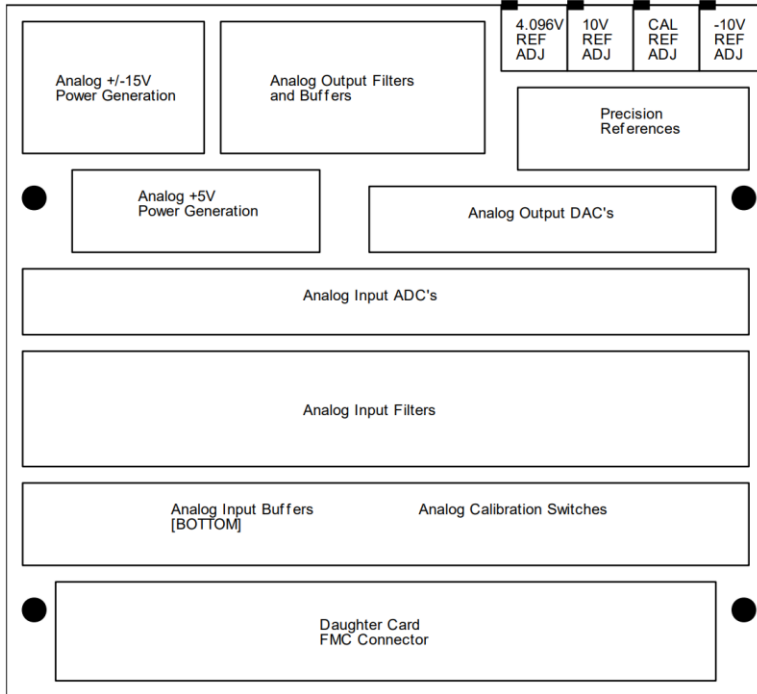 4.096V
REF
ADJ
10V
REF
ADJ
CAL
REF
ADJ
-10V
REF
ADJ
Analog +/-15V
Power Generation
Analog Output Filters
and Buffers
Precision
References
Analog +5V
Power Generation
Analog Output DAC's
Analog Input ADC's
Analog Input Filters
Analog Input Buffers
[BOTTOM]
Analog Calibration Switches
Daughter Card
FMC Connector